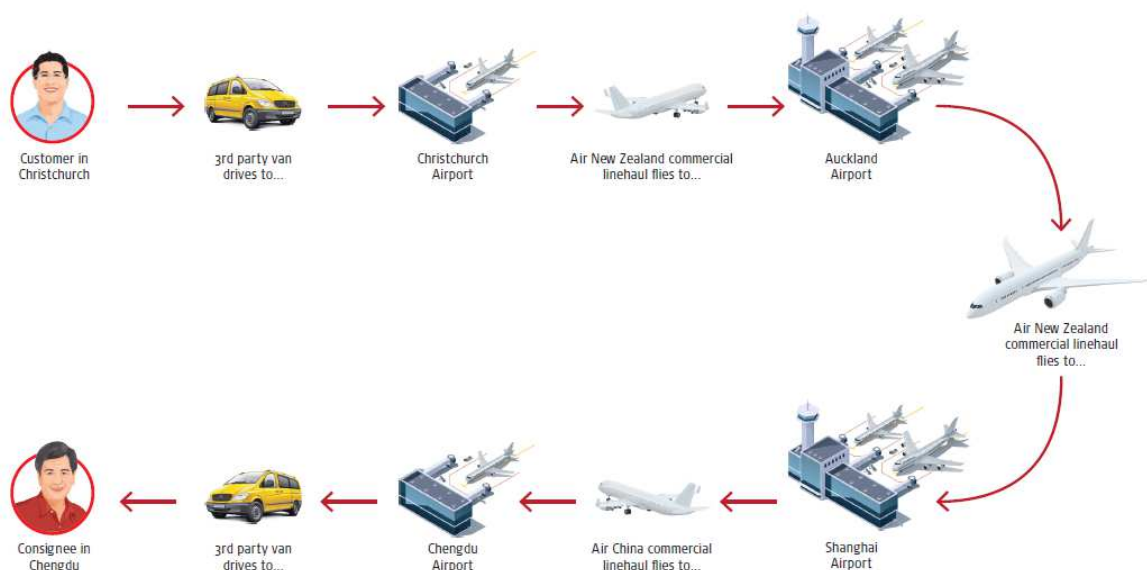 Customer in
Christchurch
3rd party van
drives to...
Christchurch
Airport
Air New Zealand commercial
linehaul flies to...
Auckland
Airport
Air New Zealand
commercial linehaul
flies to...
Shanghai
Airport
Air China commercial
linehaul flies to...
Chengdu
Airport
3rd party van
drives to...
Consignee in
Chengdu